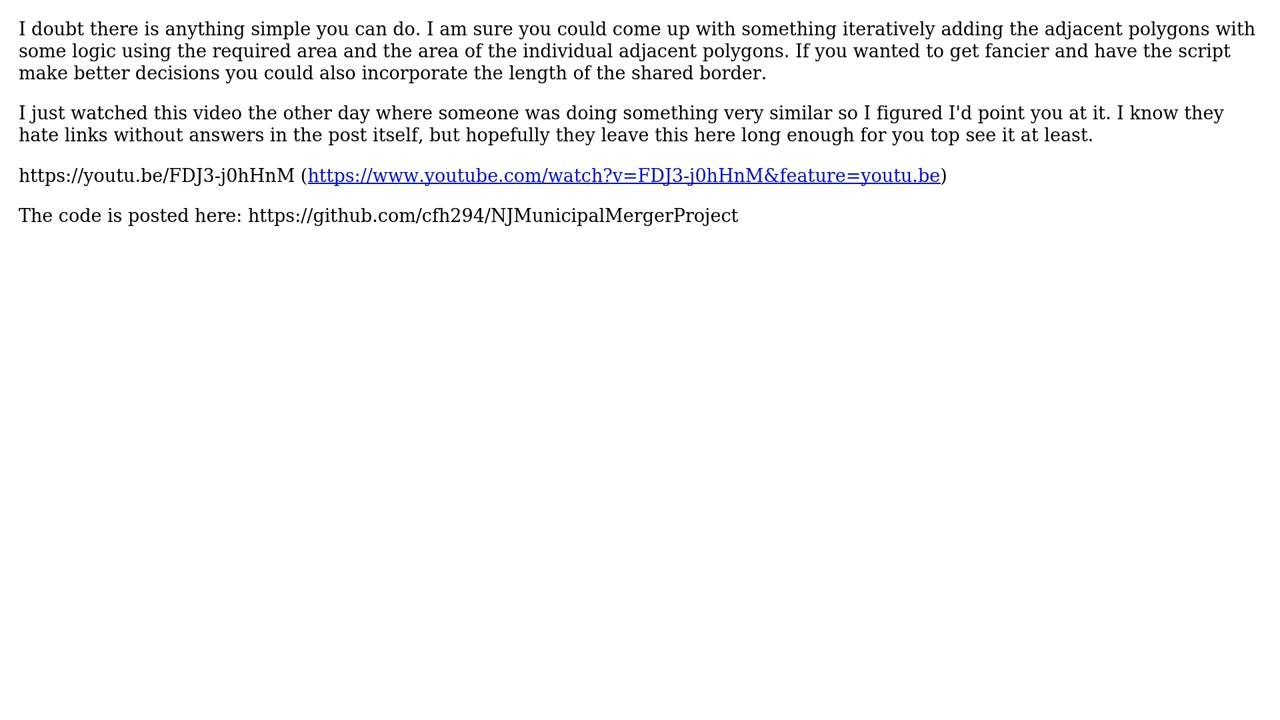 I doubt there is anything simple you can do. I am sure you could come up with something iteratively adding the adjacent polygons with
some logic using the required area and the area of the individual adjacent polygons. If you wanted to get fancier and have the script
make better decisions you could also incorporate the length of the shared border.
I just watched this video the other day where someone was doing something very similar so I figured I'd point you at it. I know they
hate links without answers in the post itself, but hopefully they leave this here long enough for you top see it at least.
https://youtu.be/FDJ3-j0hHnM (https://www.youtube.com/watch?v=FDJ3-j0hHnM&feature=youtu.be)
The code is posted here: https://github.com/cfh294/NJMunicipalMergerProject